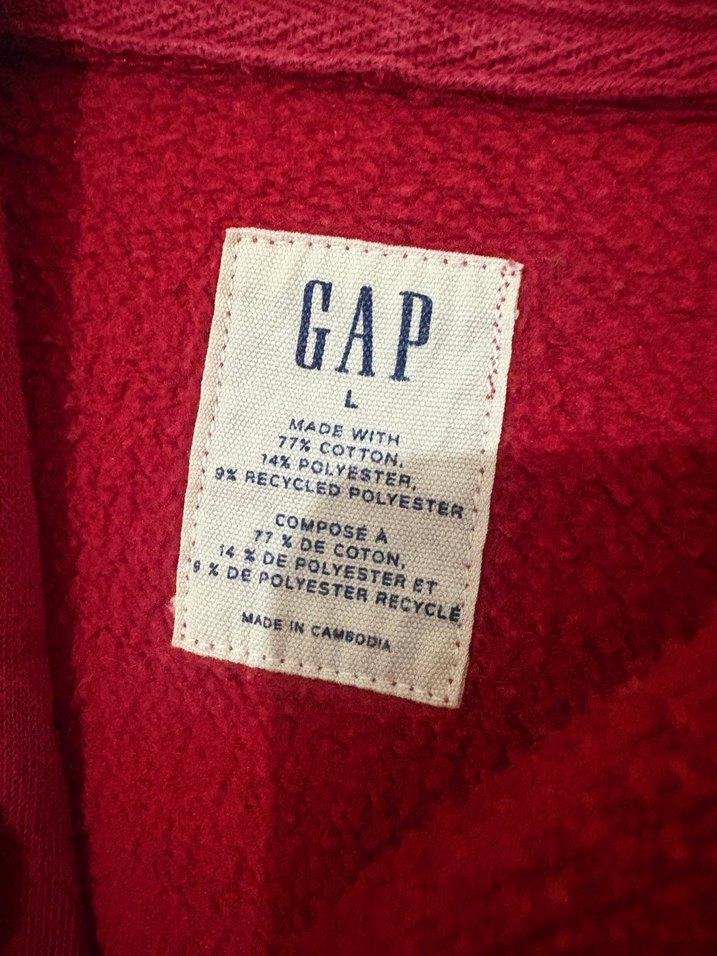 GAP
L
MADE WITH
77% COTTON,
14% POLYESTER,
9% RECYCLED POLYESTER
COMPOSÉ À
77 % DE COTON,
14 % DE POLYESTER ET
9 % DE POLYESTER RECYCLÉ
MADE IN CAMBODIA